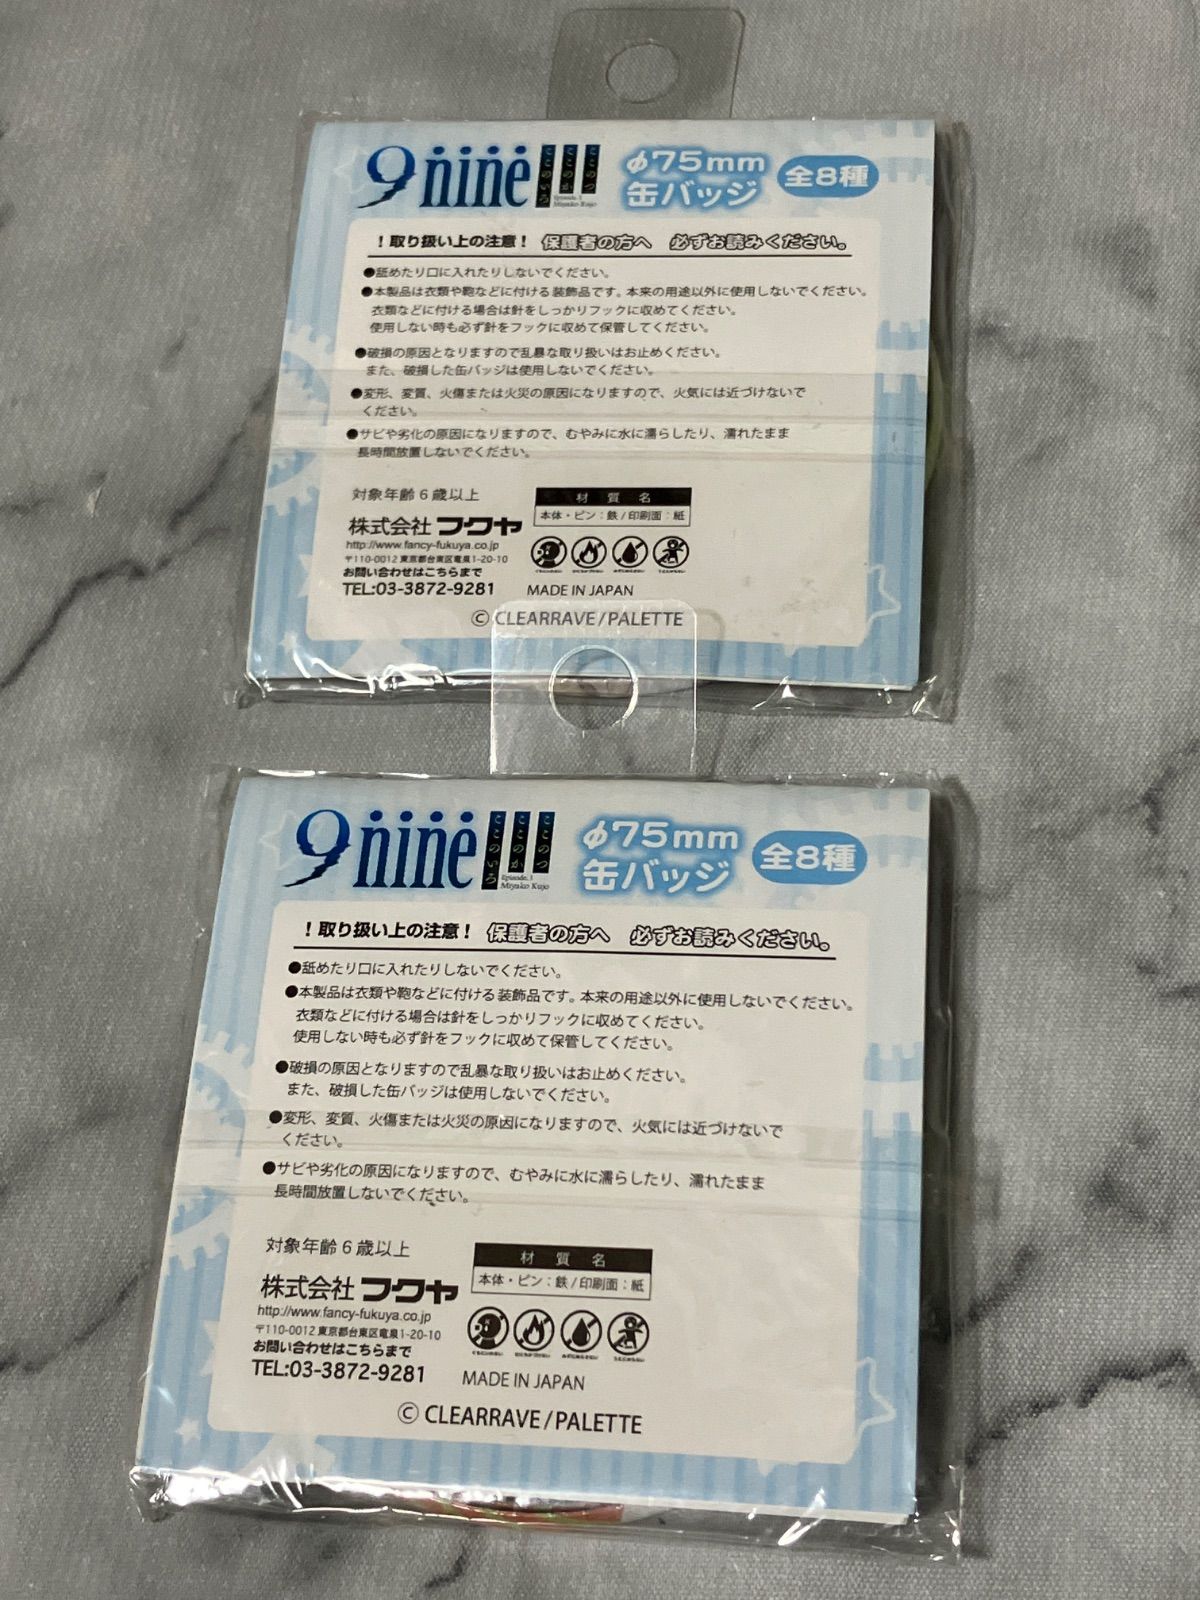 9 nine
ここのつ
ここのか
ここのいろ
Episode.1
Miyako Kujo
φ75mm
缶バッジ
全8種
！取り扱い上の注意！ 保護者の方へ 必ずお読みください。
●舐めたり口に入れたりしないでください。
●本製品は衣類や鞄などに付ける装飾品です。本来の用途以外に使用しないでください。
衣類などに付ける場合は針をしっかりフックに収めてください。
使用しない時も必ず針をフックに収めて保管してください。
●破損の原因となりますので乱暴な取り扱いはお止めください。
また、破損した缶バッジは使用しないでください。
●変形、変質、火傷または火災の原因になりますので、火気には近づけないで
ください。
●サビや劣化の原因になりますので、むやみに水に濡らしたり、濡れたまま
長時間放置しないでください。
対象年齢6歳以上
株式会社フクヤ
http://www.fancy-fukuya.co.jp
〒110-0012 東京都台東区竜泉1-20-10
お問い合わせはこちらまで
TEL:03-3872-9281
材 質 名
本体・ピン：鉄/印刷面：紙
MADE IN JAPAN
© CLEARRAVE/PALETTE
9 nine
ここのつ
ここのか
ここのいろ
Episode.1
Miyako Kujo
φ75mm
缶バッジ
全8種
！取り扱い上の注意！ 保護者の方へ 必ずお読みください。
●舐めたり口に入れたりしないでください。
●本製品は衣類や鞄などに付ける装飾品です。本来の用途以外に使用しないでください。
衣類などに付ける場合は針をしっかりフックに収めてください。
使用しない時も必ず針をフックに収めて保管してください。
●破損の原因となりますので乱暴な取り扱いはお止めください。
また、破損した缶バッジは使用しないでください。
●変形、変質、火傷または火災の原因になりますので、火気には近づけないで
ください。
●サビや劣化の原因になりますので、むやみに水に濡らしたり、濡れたまま
長時間放置しないでください。
対象年齢6歳以上
株式会社フクヤ
http://www.fancy-fukuya.co.jp
〒110-0012 東京都台東区竜泉1-20-10
お問い合わせはこちらまで
TEL:03-3872-9281
材 質 名
本体・ピン：鉄/印刷面：紙
MADE IN JAPAN
© CLEARRAVE/PALETTE